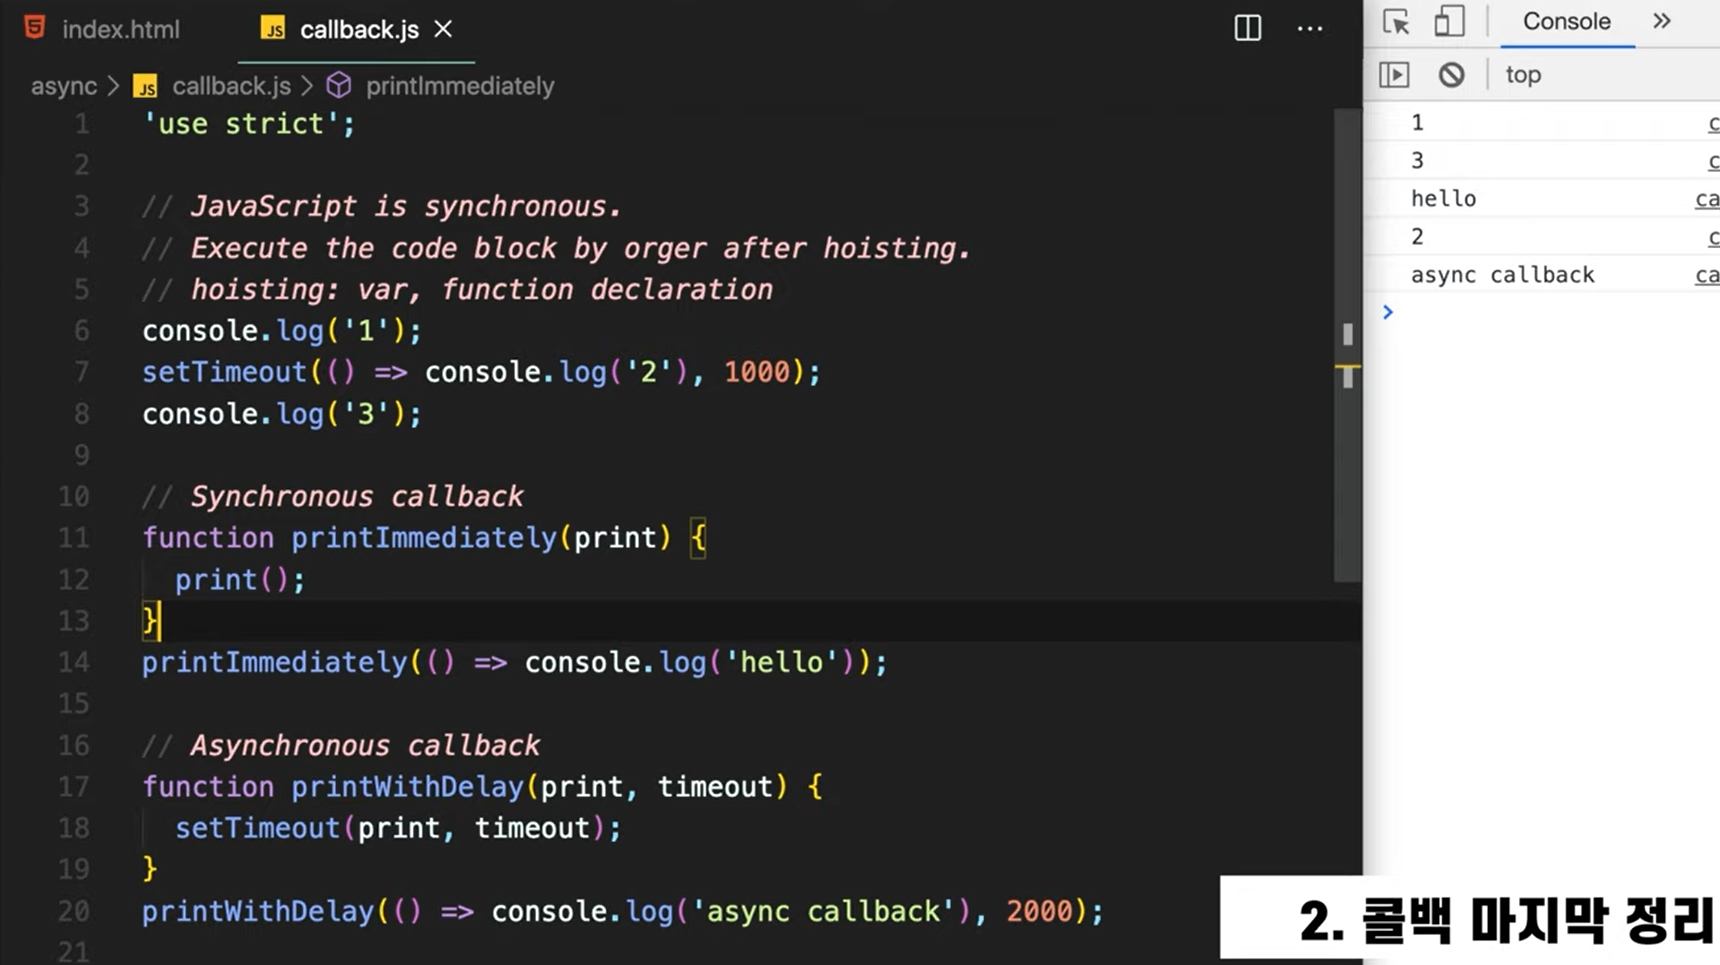 index.html
JS callback.js
async > JS callback.js > printImmediately
1 'use strict';
2
3 // JavaScript is synchronous.
4 // Execute the code block by orger after hoisting.
5 // hoisting: var, function declaration
6 console.log('1');
7 setTimeout(() => console.log('2'), 1000);
8 console.log('3');
9
10 // Synchronous callback
11 function printImmediately(print) {
12 print();
13 }
14 printImmediately(() => console.log('hello'));
15
16 // Asynchronous callback
17 function printWithDelay(print, timeout) {
18 setTimeout(print, timeout);
19 }
20 printWithDelay(() => console.log('async callback'), 2000);
21
Console
top
1 c
3 c
hello ca
2 c
async callback ca
2. 콜백 마지막 정리